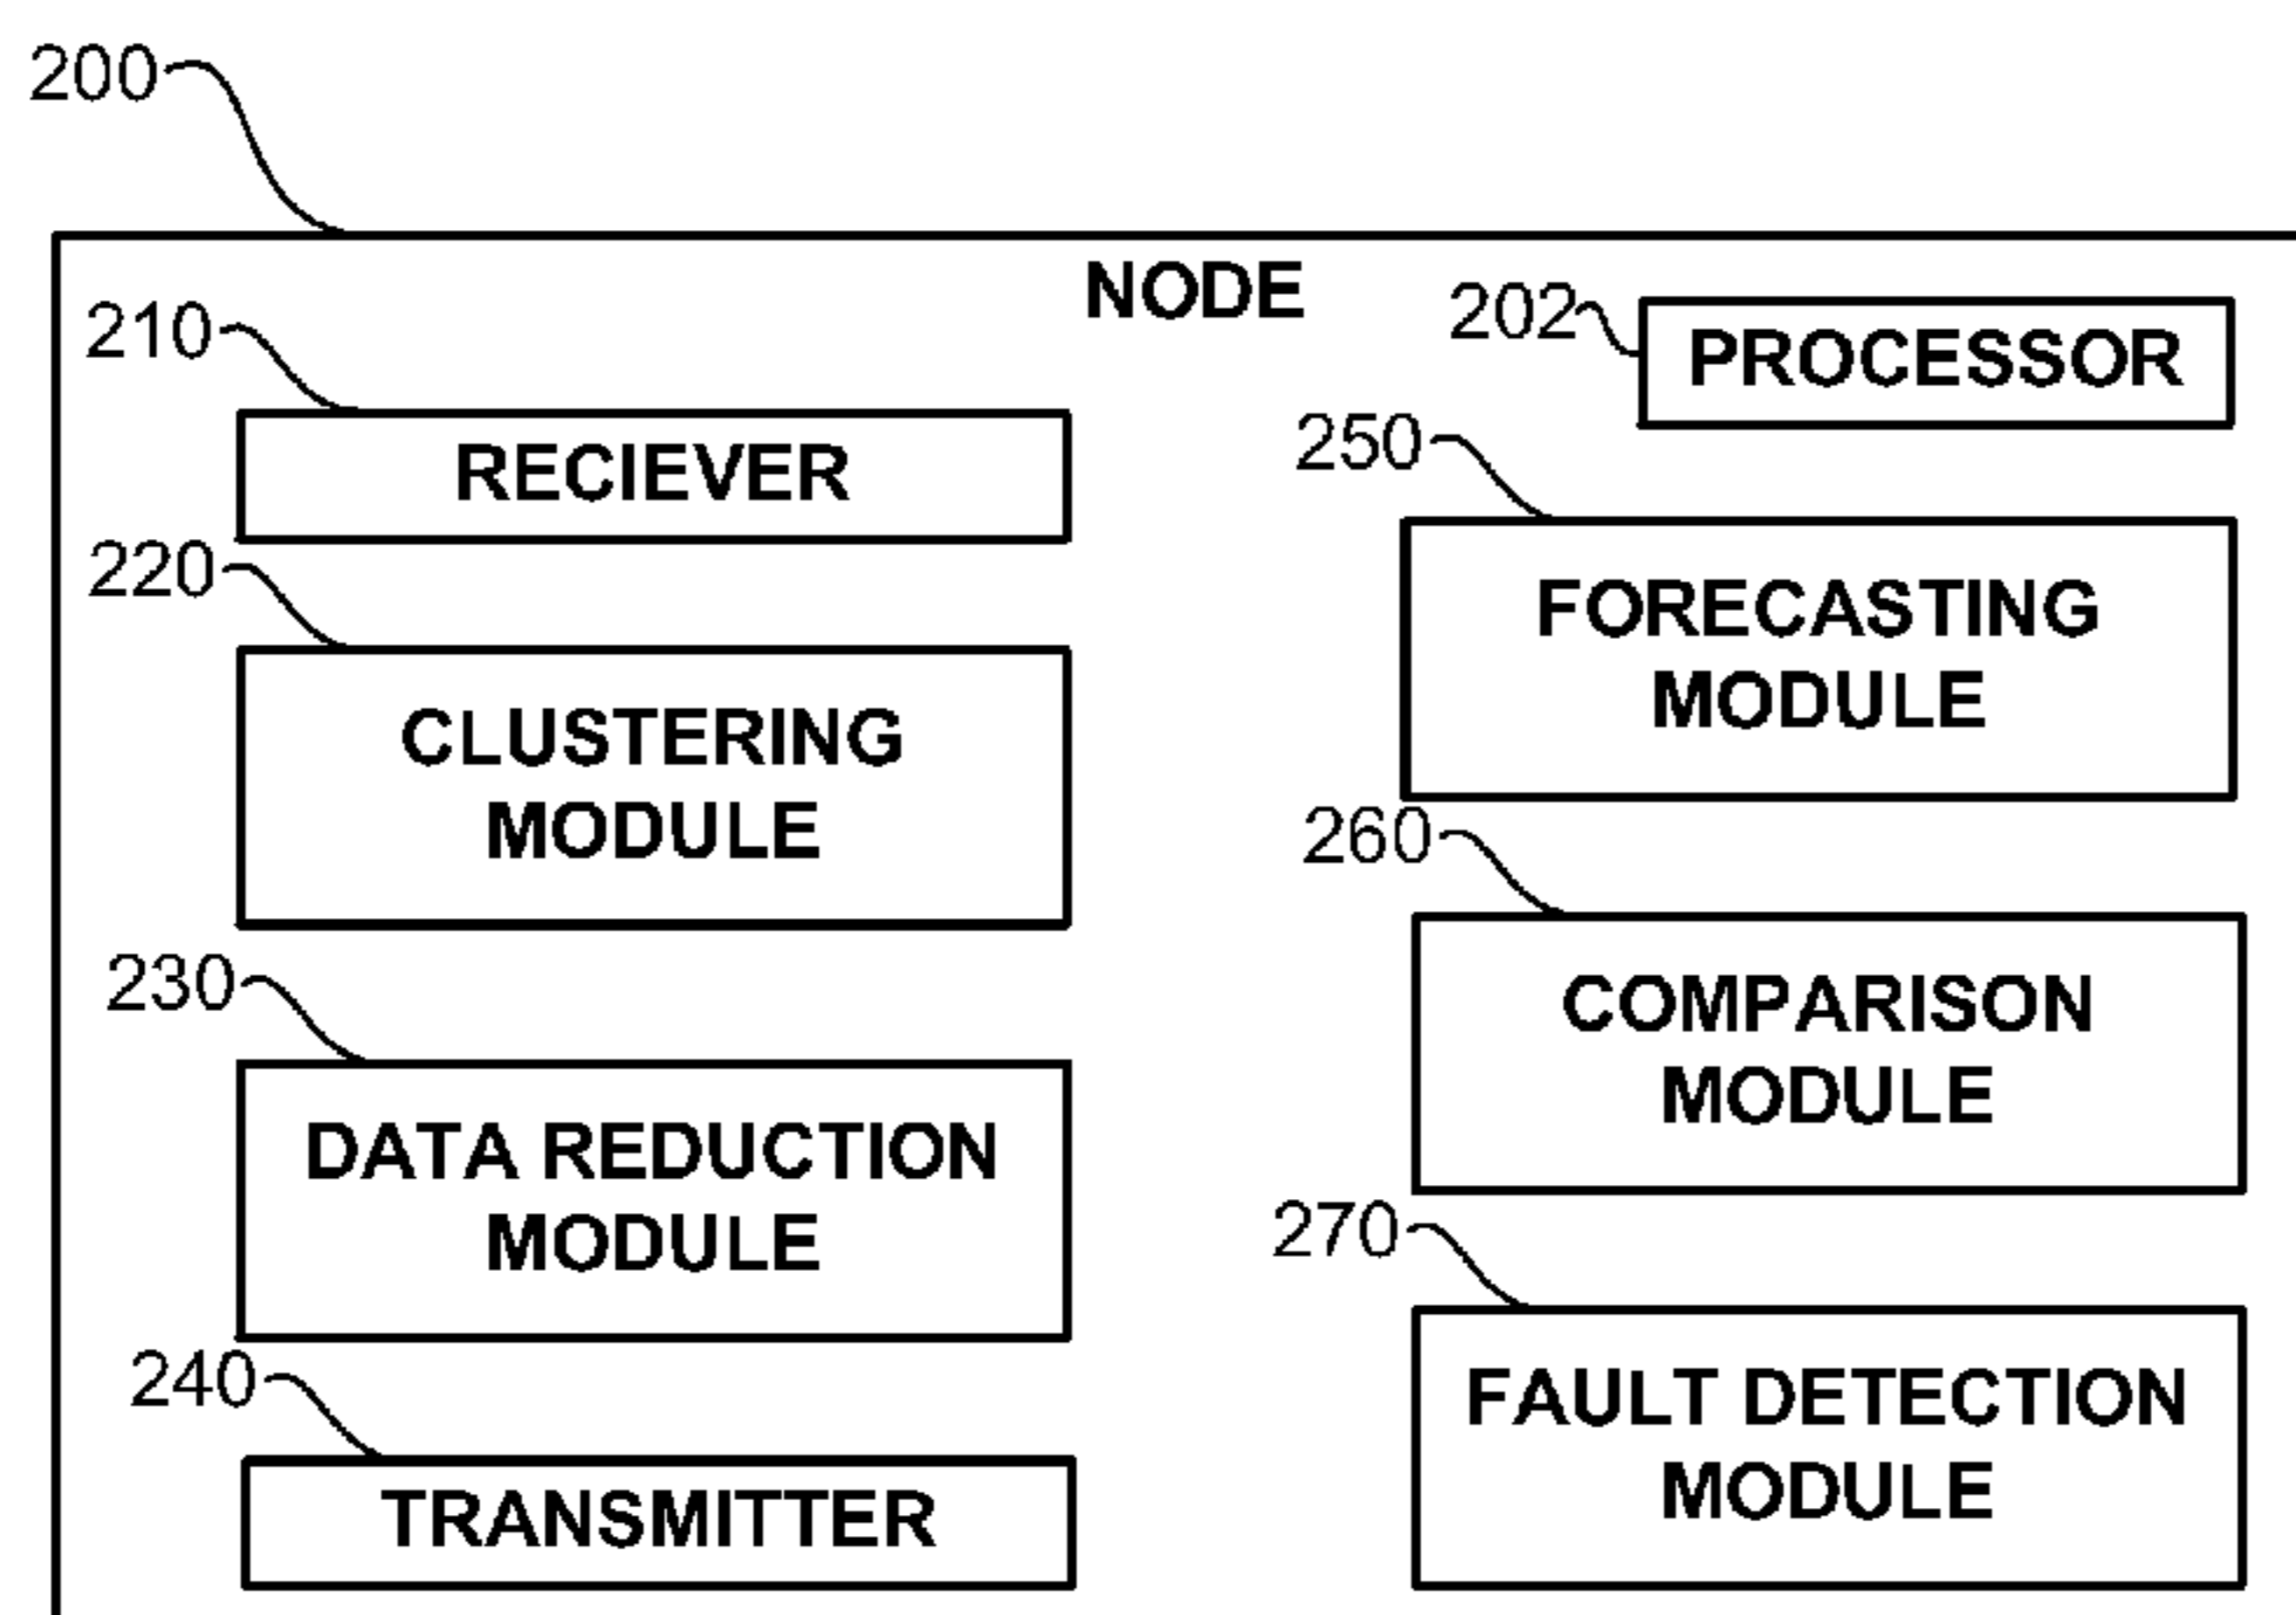 200
NODE
202
PROCESSOR
210
RECIEVER
220
CLUSTERING
MODULE
230
DATA REDUCTION
MODULE
240
TRANSMITTER
250
FORECASTING
MODULE
260
COMPARISON
MODULE
270
FAULT DETECTION
MODULE